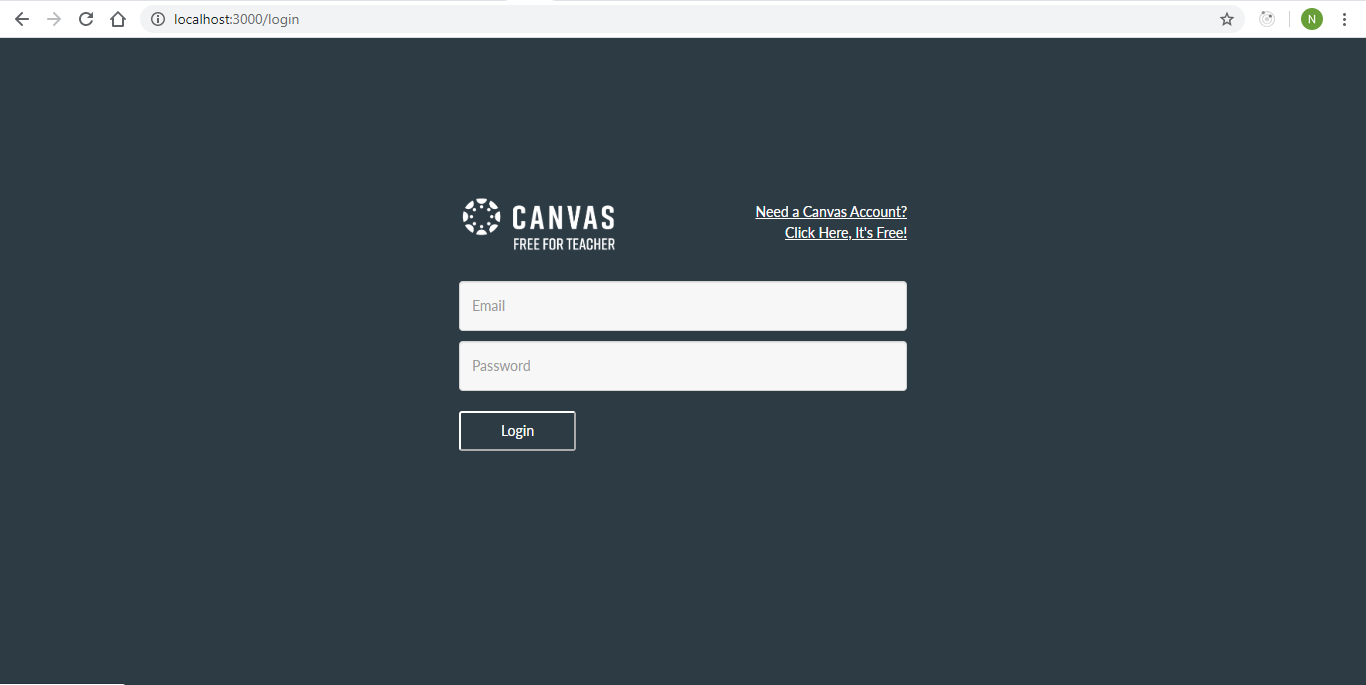 localhost:3000/login
N
CANVAS
FREE FOR TEACHER
Need a Canvas Account?
Click Here, It's Free!
Email
Password
Login